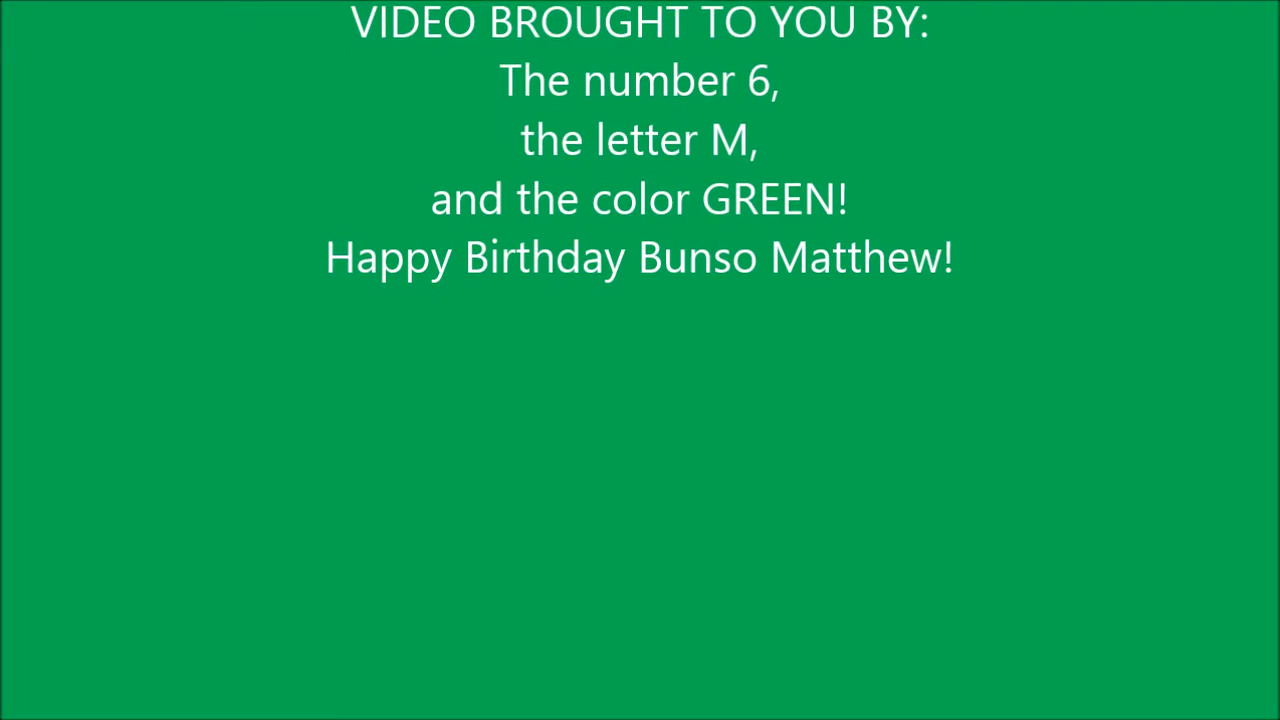 VIDEO BROUGHT TO YOU BY:
The number 6,
the letter M,
and the color GREEN!
Happy Birthday Bunso Matthew!